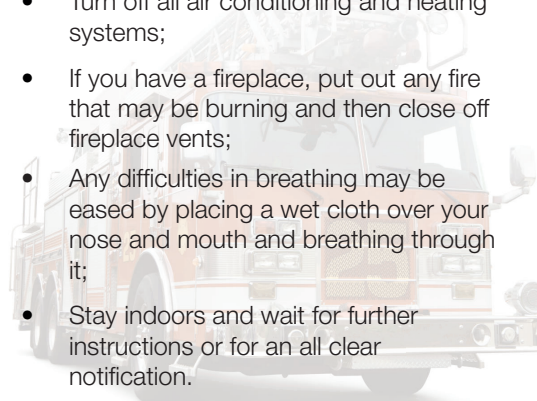 • Turn off all air conditioning and heating
systems;
• If you have a fireplace, put out any fire
that may be burning and then close off
fireplace vents;
• Any difficulties in breathing may be
eased by placing a wet cloth over your
nose and mouth and breathing through
it;
• Stay indoors and wait for further
instructions or for an all clear
notification.